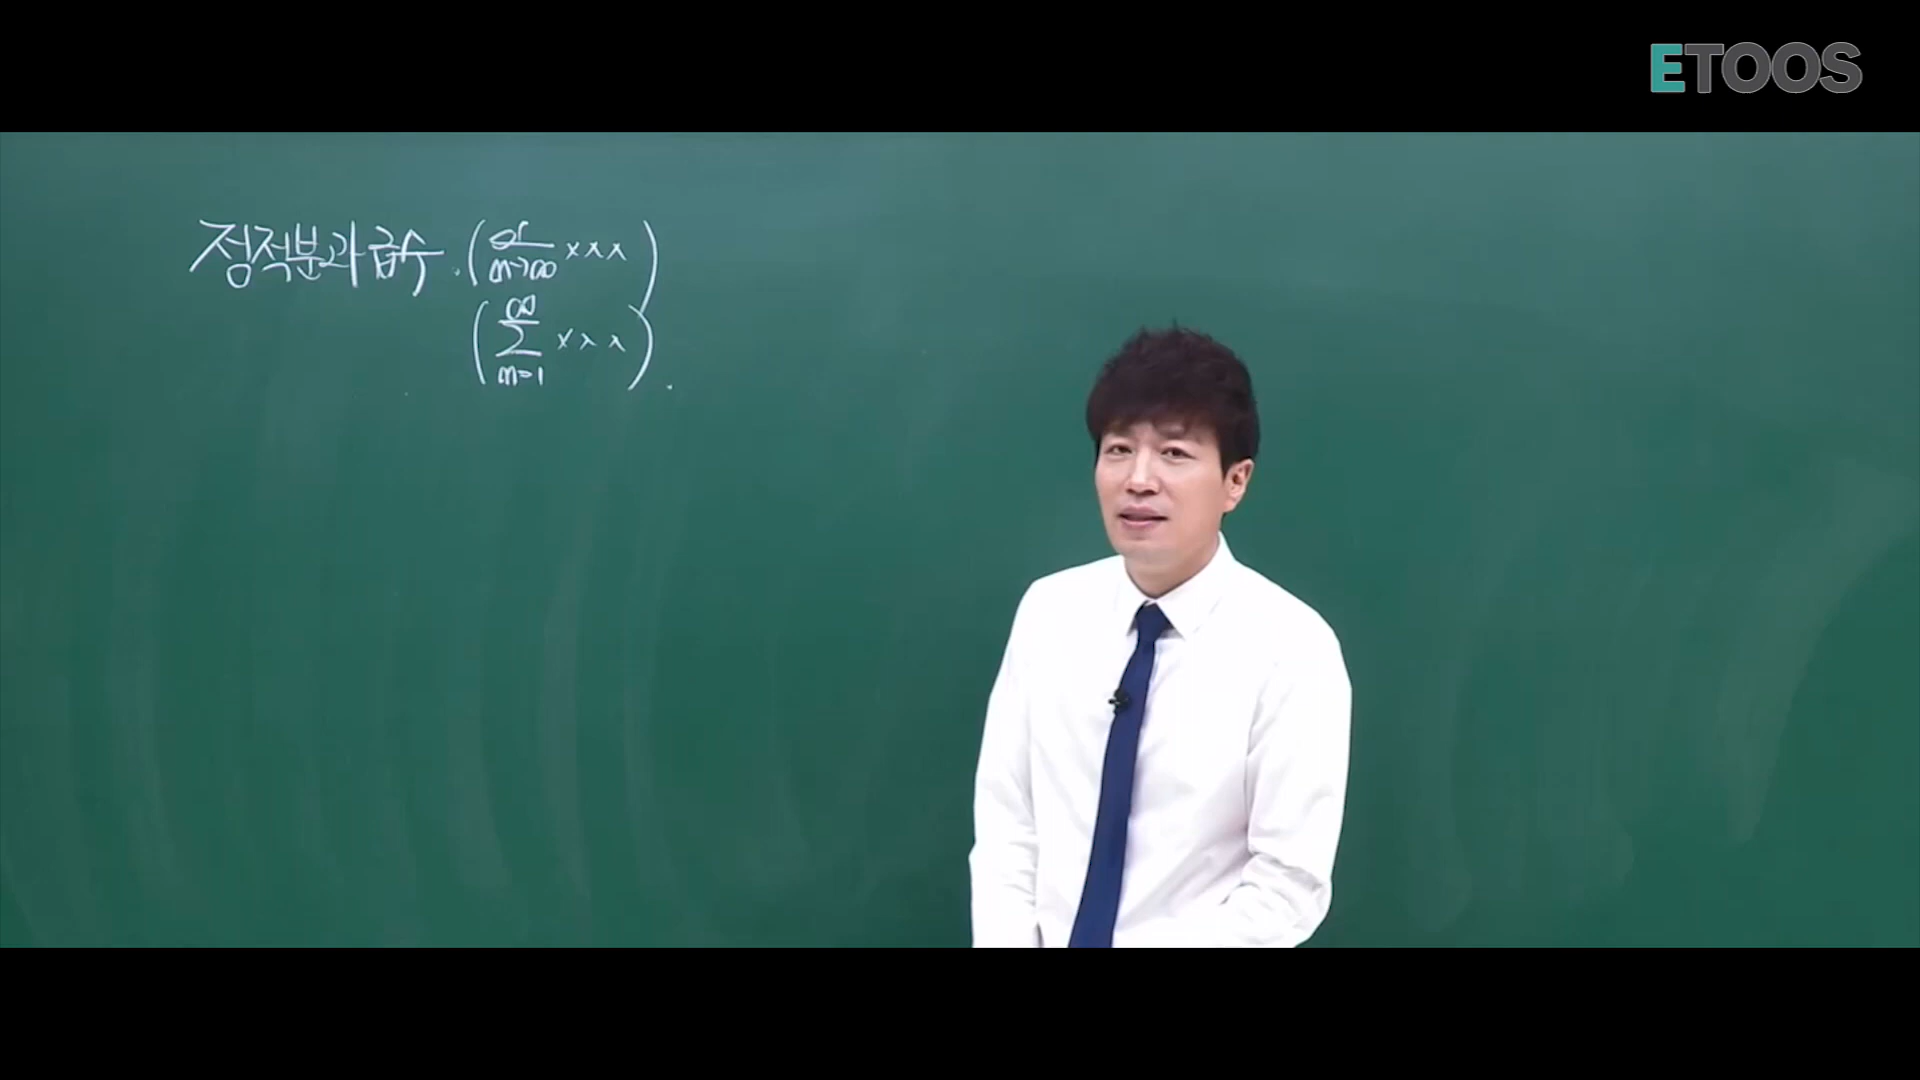 ETOOS
정적분과 급수. (lim n→∞ ×××)
(∞ Σ n=1 ×××).